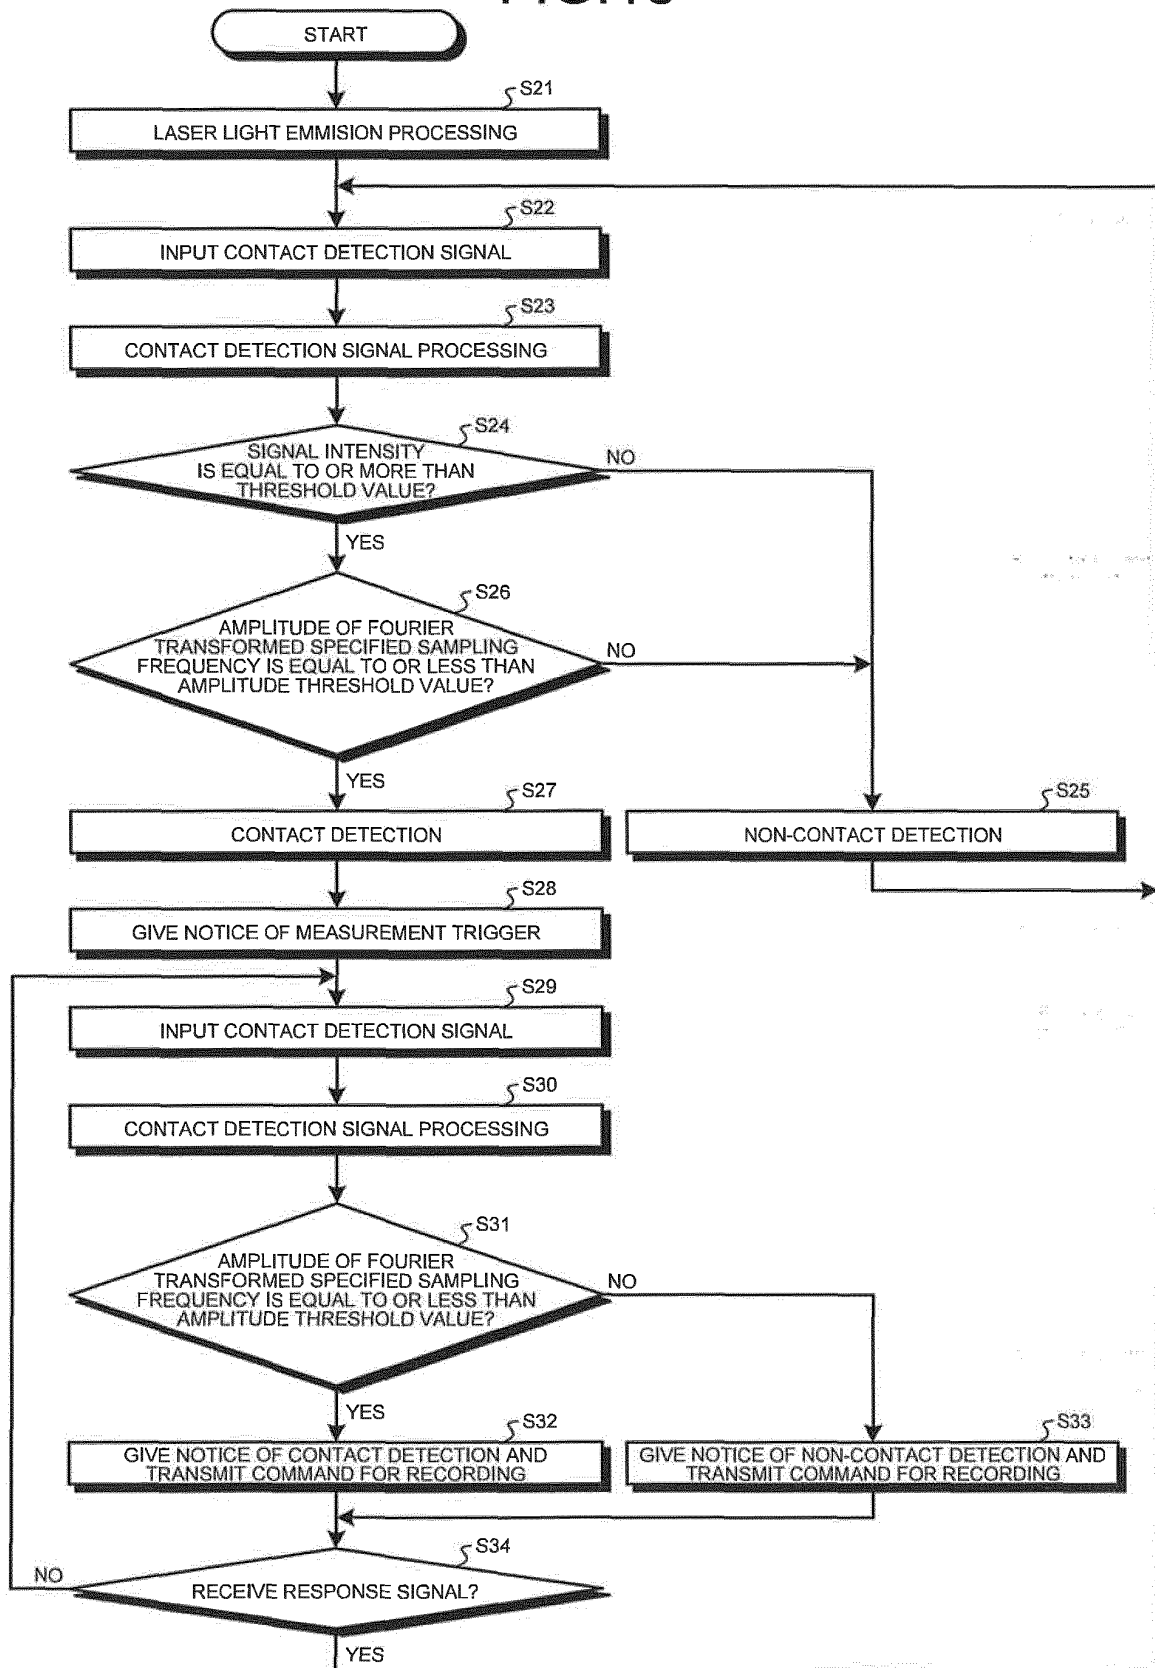 START
S21
LASER LIGHT EMMISION PROCESSING
S22
INPUT CONTACT DETECTION SIGNAL
S23
CONTACT DETECTION SIGNAL PROCESSING
S24
SIGNAL INTENSITY
IS EQUAL TO OR MORE THAN
THRESHOLD VALUE?
NO
YES
S26
AMPLITUDE OF FOURIER
TRANSFORMED SPECIFIED SAMPLING
FREQUENCY IS EQUAL TO OR LESS THAN
AMPLITUDE THRESHOLD VALUE?
NO
YES
S27
CONTACT DETECTION
S25
NON-CONTACT DETECTION
S28
GIVE NOTICE OF MEASUREMENT TRIGGER
S29
INPUT CONTACT DETECTION SIGNAL
S30
CONTACT DETECTION SIGNAL PROCESSING
S31
AMPLITUDE OF FOURIER
TRANSFORMED SPECIFIED SAMPLING
FREQUENCY IS EQUAL TO OR LESS THAN
AMPLITUDE THRESHOLD VALUE?
NO
YES
S32
GIVE NOTICE OF CONTACT DETECTION AND
TRANSMIT COMMAND FOR RECORDING
S33
GIVE NOTICE OF NON-CONTACT DETECTION AND
TRANSMIT COMMAND FOR RECORDING
S34
RECEIVE RESPONSE SIGNAL?
NO
YES